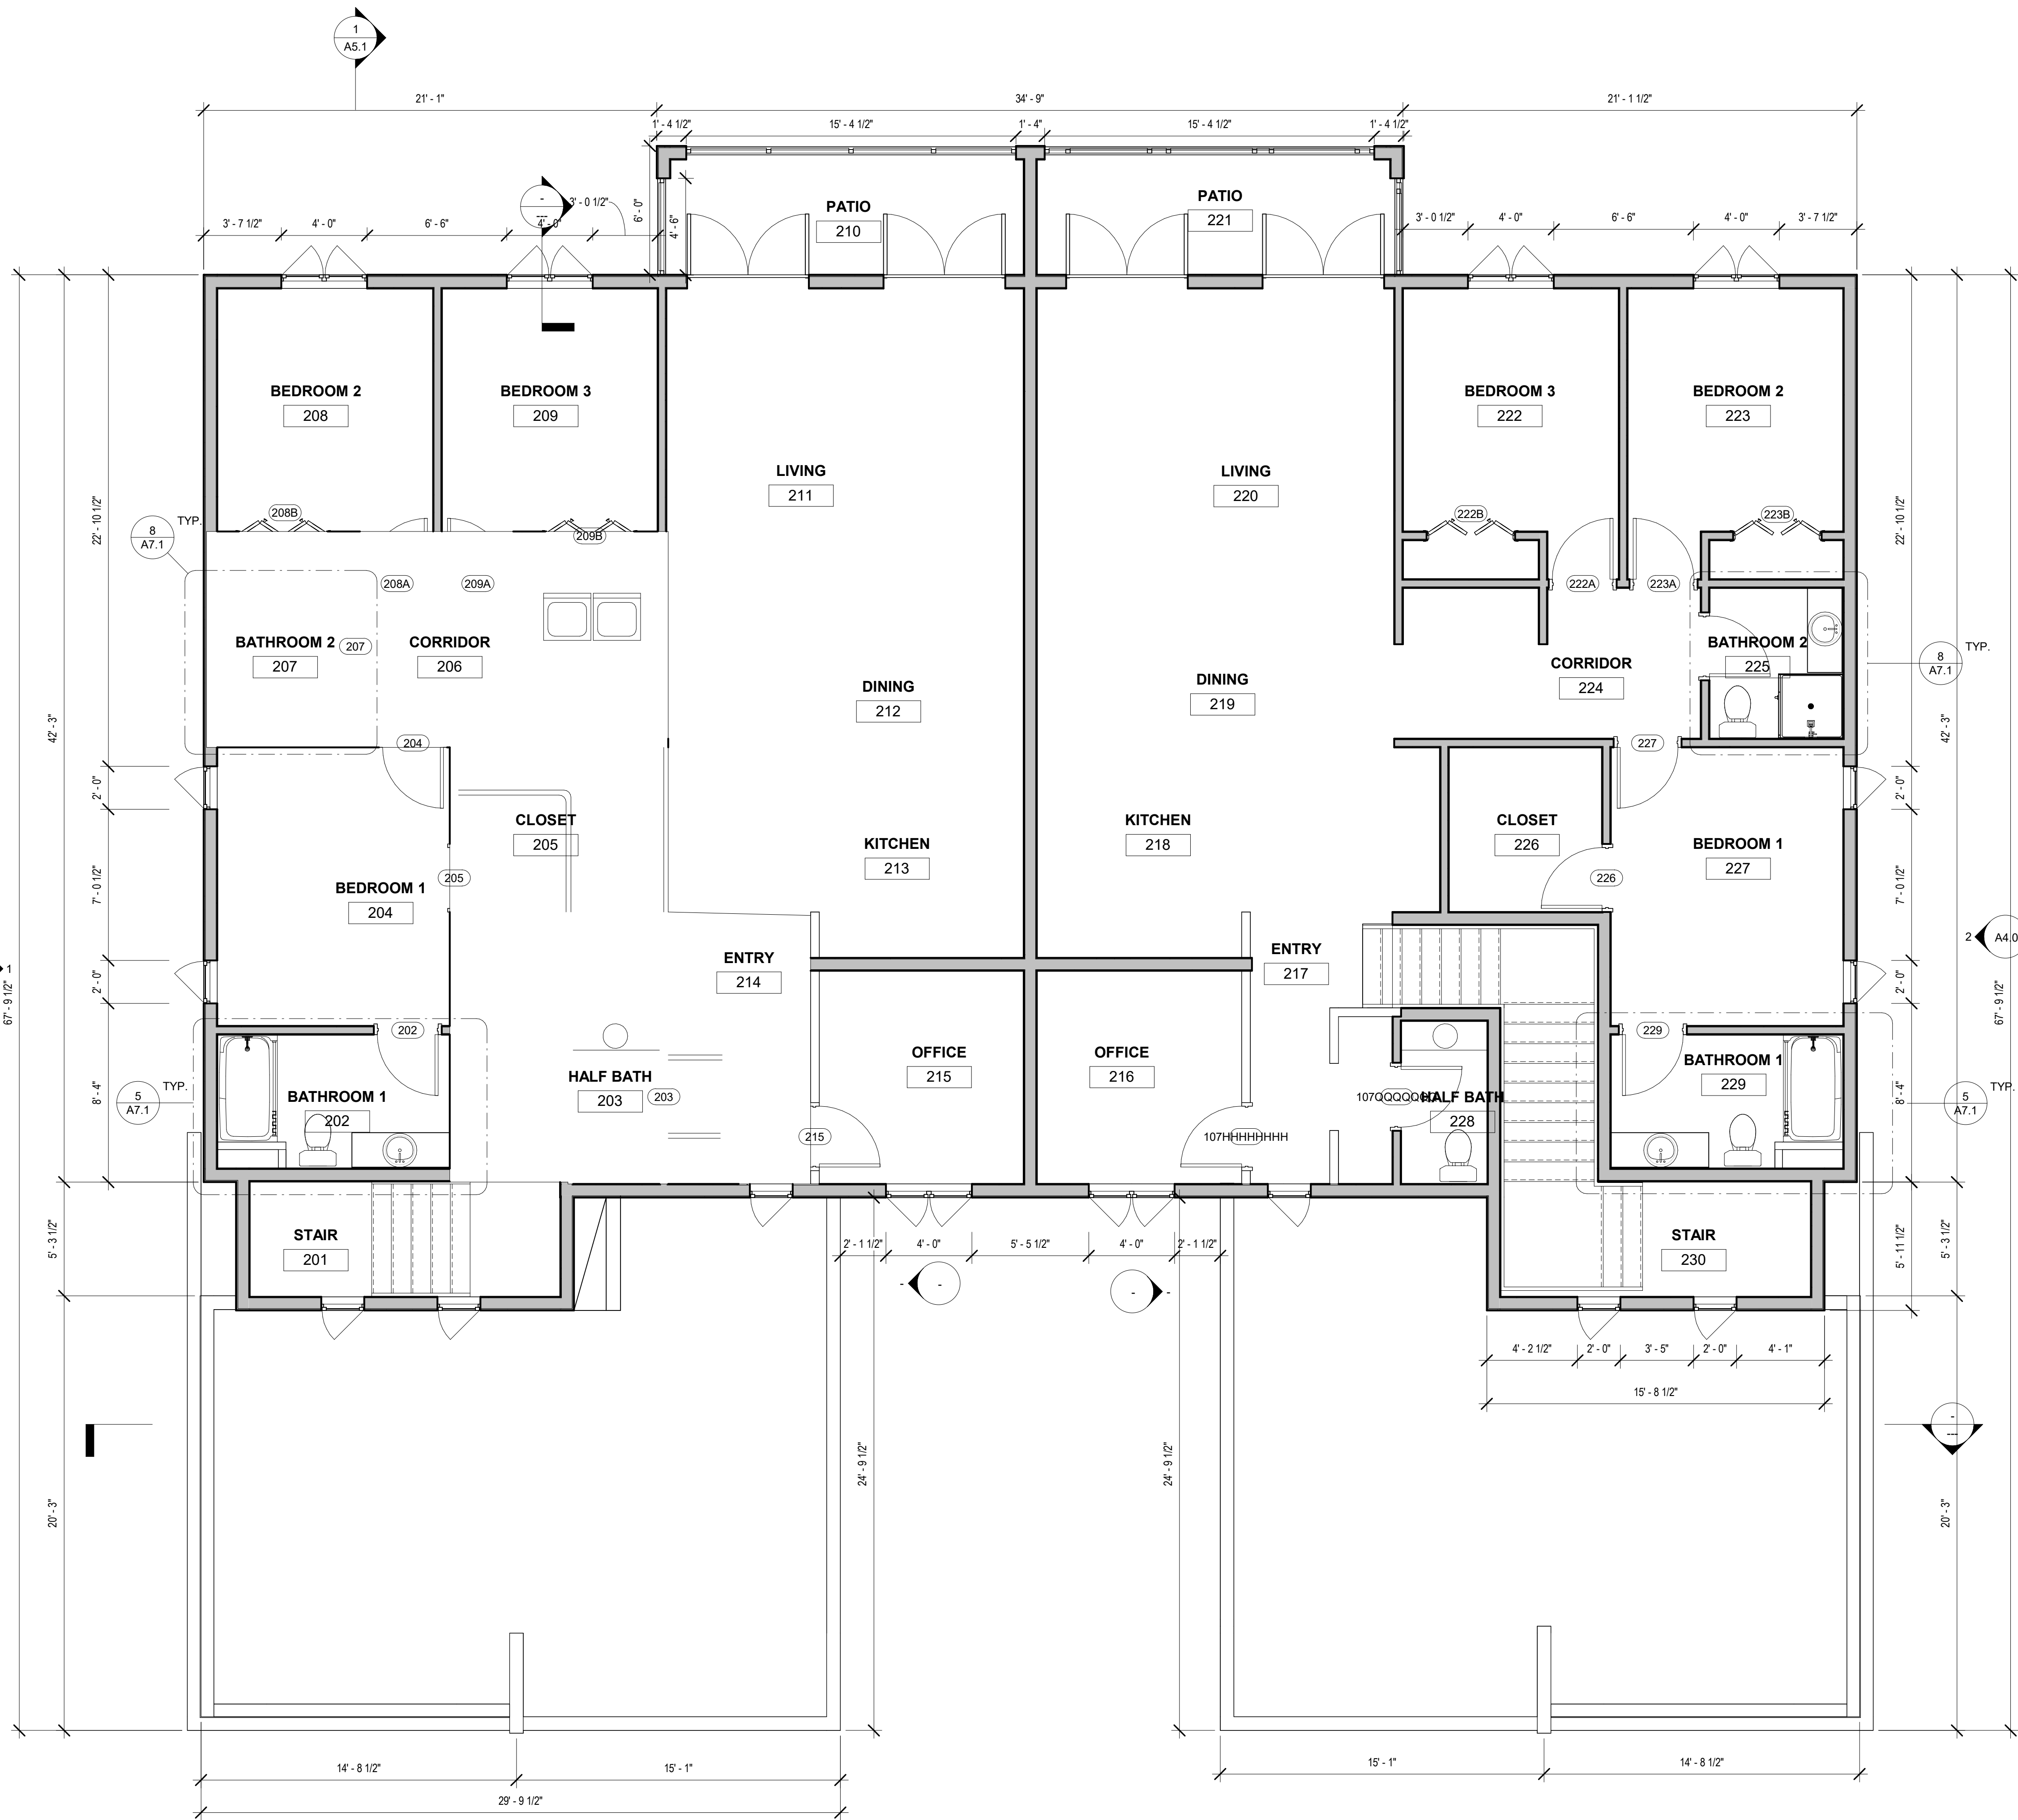 1
A5.1
21' - 1"
34' - 9"
21' - 1 1/2"
1' - 4 1/2"
15' - 4 1/2"
1' - 4"
15' - 4 1/2"
1' - 4 1/2"
-
---
3' - 0 1/2"
6' - 0"
4' - 6"
PATIO
210
PATIO
221
3' - 7 1/2"
4' - 0"
6' - 6"
4' - 0"
3' - 0 1/2"
4' - 0"
6' - 6"
4' - 0"
3' - 7 1/2"
BEDROOM 2
208
BEDROOM 3
209
BEDROOM 3
222
BEDROOM 2
223
LIVING
211
LIVING
220
22' - 10 1/2"
22' - 10 1/2"
208B
209B
222B
223B
8
A7.1
TYP.
208A
209A
222A
223A
BATHROOM 2
207
207
CORRIDOR
206
BATHROOM 2
225
CORRIDOR
224
8
A7.1
TYP.
DINING
212
DINING
219
42' - 3"
42' - 3"
204
227
2' - 0"
2' - 0"
CLOSET
205
KITCHEN
213
KITCHEN
218
CLOSET
226
BEDROOM 1
227
BEDROOM 1
204
205
226
7' - 0 1/2"
7' - 0 1/2"
1
67' - 9 1/2"
2
A4.0
67' - 9 1/2"
ENTRY
214
ENTRY
217
2' - 0"
2' - 0"
202
229
OFFICE
215
OFFICE
216
HALF BATH
203
203
BATHROOM 1
202
BATHROOM 1
229
107QQQQQQQ
HALF BATH
228
5
A7.1
TYP.
8' - 4"
8' - 4"
5
A7.1
TYP.
215
107HHHHHHHH
STAIR
201
STAIR
230
5' - 3 1/2"
5' - 11 1/2"
5' - 3 1/2"
2' - 1 1/2"
4' - 0"
5' - 5 1/2"
4' - 0"
2' - 1 1/2"
-
-
-
-
4' - 2 1/2"
2' - 0"
3' - 5"
2' - 0"
4' - 1"
15' - 8 1/2"
-
---
24' - 9 1/2"
24' - 9 1/2"
20' - 3"
20' - 3"
14' - 8 1/2"
15' - 1"
15' - 1"
14' - 8 1/2"
29' - 9 1/2"